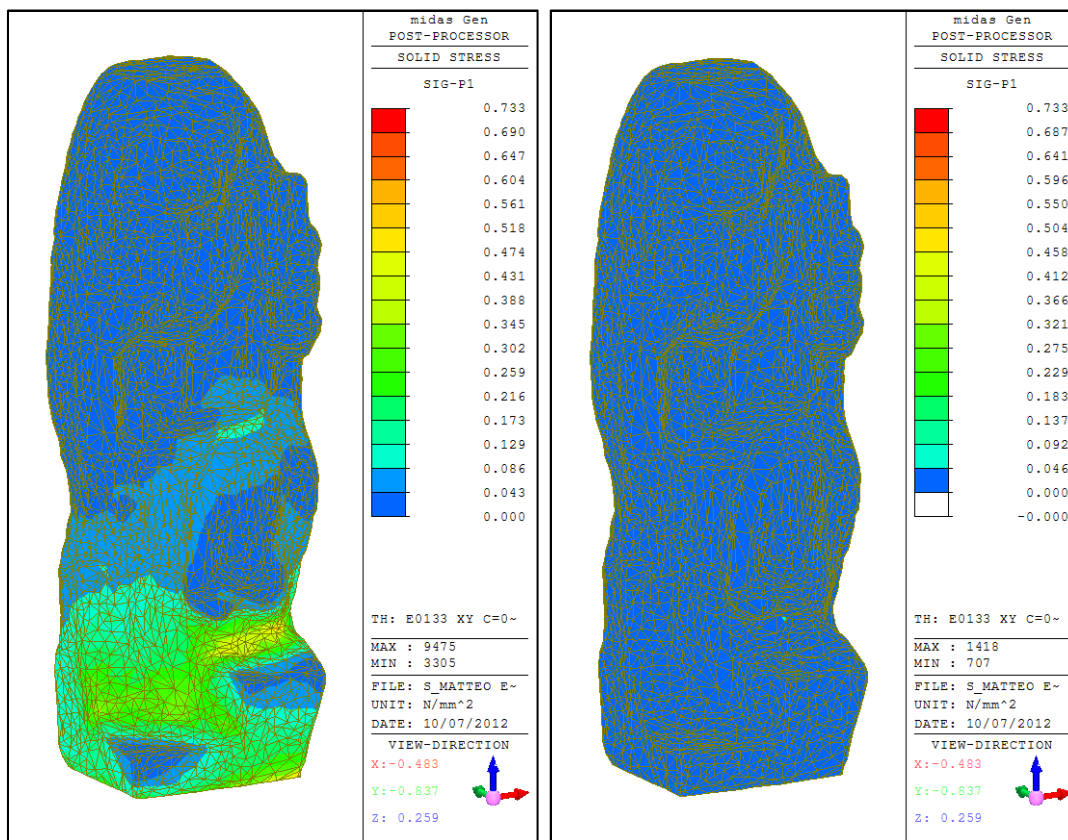 midas Gen
POST-PROCESSOR
SOLID STRESS
SIG-P1
0.733
0.690
0.647
0.604
0.561
0.518
0.474
0.431
0.388
0.345
0.302
0.259
0.216
0.173
0.129
0.086
0.043
0.000
TH: E0133 XY C=0~
MAX : 9475
MIN : 3305
FILE: S_MATTEO E~
UNIT: N/mm^2
DATE: 10/07/2012
VIEW-DIRECTION
X:-0.483
Y:-0.837
Z: 0.259
midas Gen
POST-PROCESSOR
SOLID STRESS
SIG-P1
0.733
0.687
0.641
0.596
0.550
0.504
0.458
0.412
0.366
0.321
0.275
0.229
0.183
0.137
0.092
0.046
0.000
-0.000
TH: E0133 XY C=0~
MAX : 1418
MIN : 707
FILE: S_MATTEO E~
UNIT: N/mm^2
DATE: 10/07/2012
VIEW-DIRECTION
X:-0.483
Y:-0.837
Z: 0.259